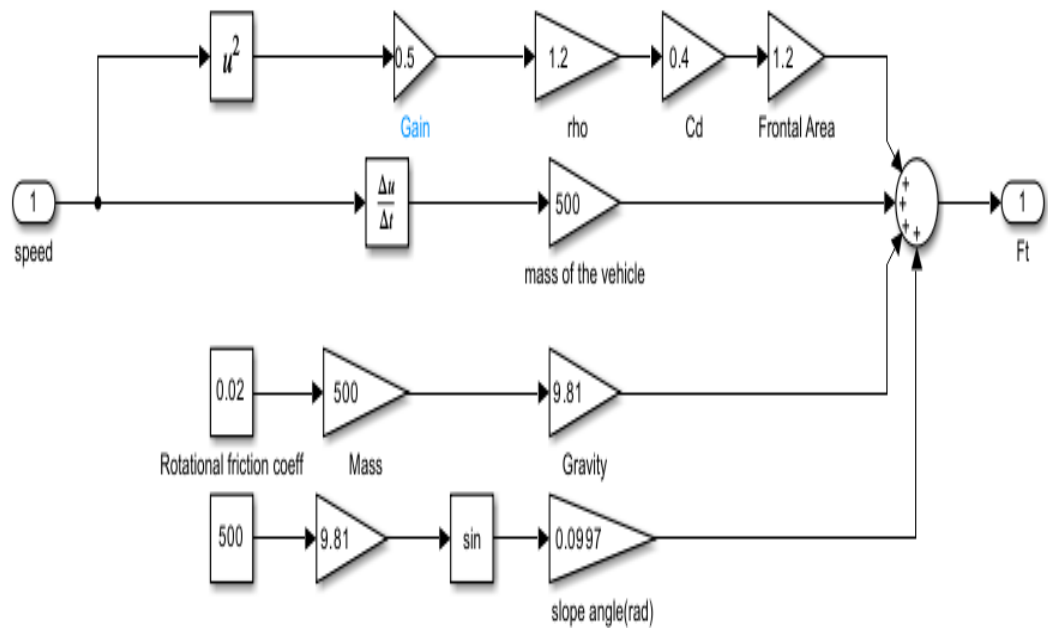 u²
0.5
1.2
0.4
1.2
Gain
rho
Cd
Frontal Area
1
speed
Δu
Δt
500
mass of the vehicle
+
+
+
+
1
Ft
0.02
500
9.81
Rotational friction coeff
Mass
Gravity
500
9.81
sin
0.0997
slope angle(rad)